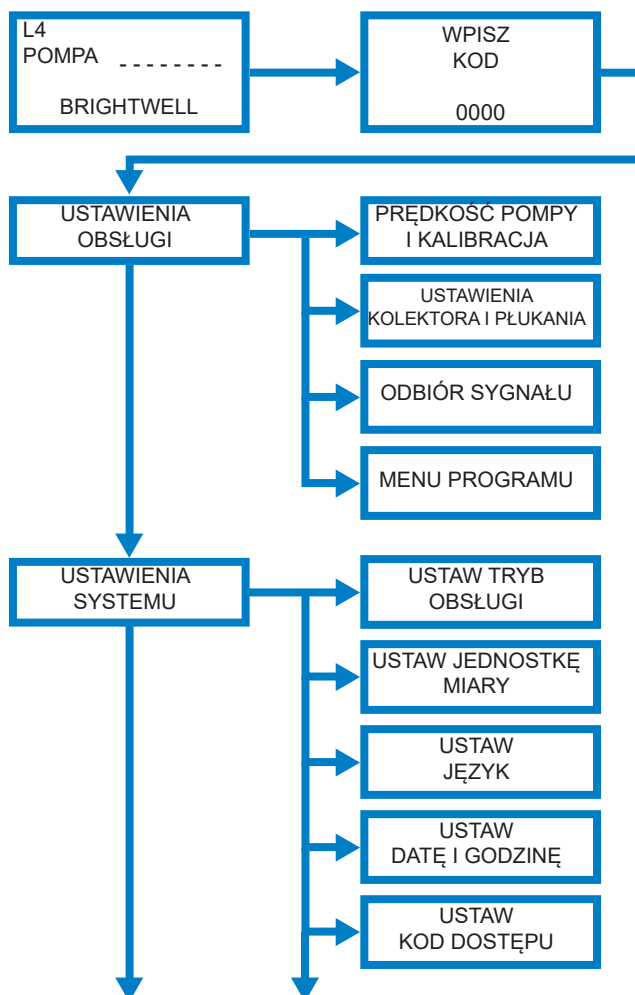 L4
POMPA _ _ _ _ _ _ _ _
BRIGHTWELL
WPISZ
KOD
0000
USTAWIENIA
OBSŁUGI
PRĘDKOŚĆ POMPY
I KALIBRACJA
USTAWIENIA
KOLEKTORA I PŁUKANIA
ODBIÓR SYGNAŁU
MENU PROGRAMU
USTAWIENIA
SYSTEMU
USTAW TRYB
OBSŁUGI
USTAW JEDNOSTKĘ
MIARY
USTAW
JĘZYK
USTAW
DATĘ I GODZINĘ
USTAW
KOD DOSTĘPU